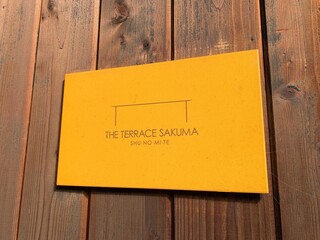 THE TERRACE SAKUMA
SHU NO MI TE